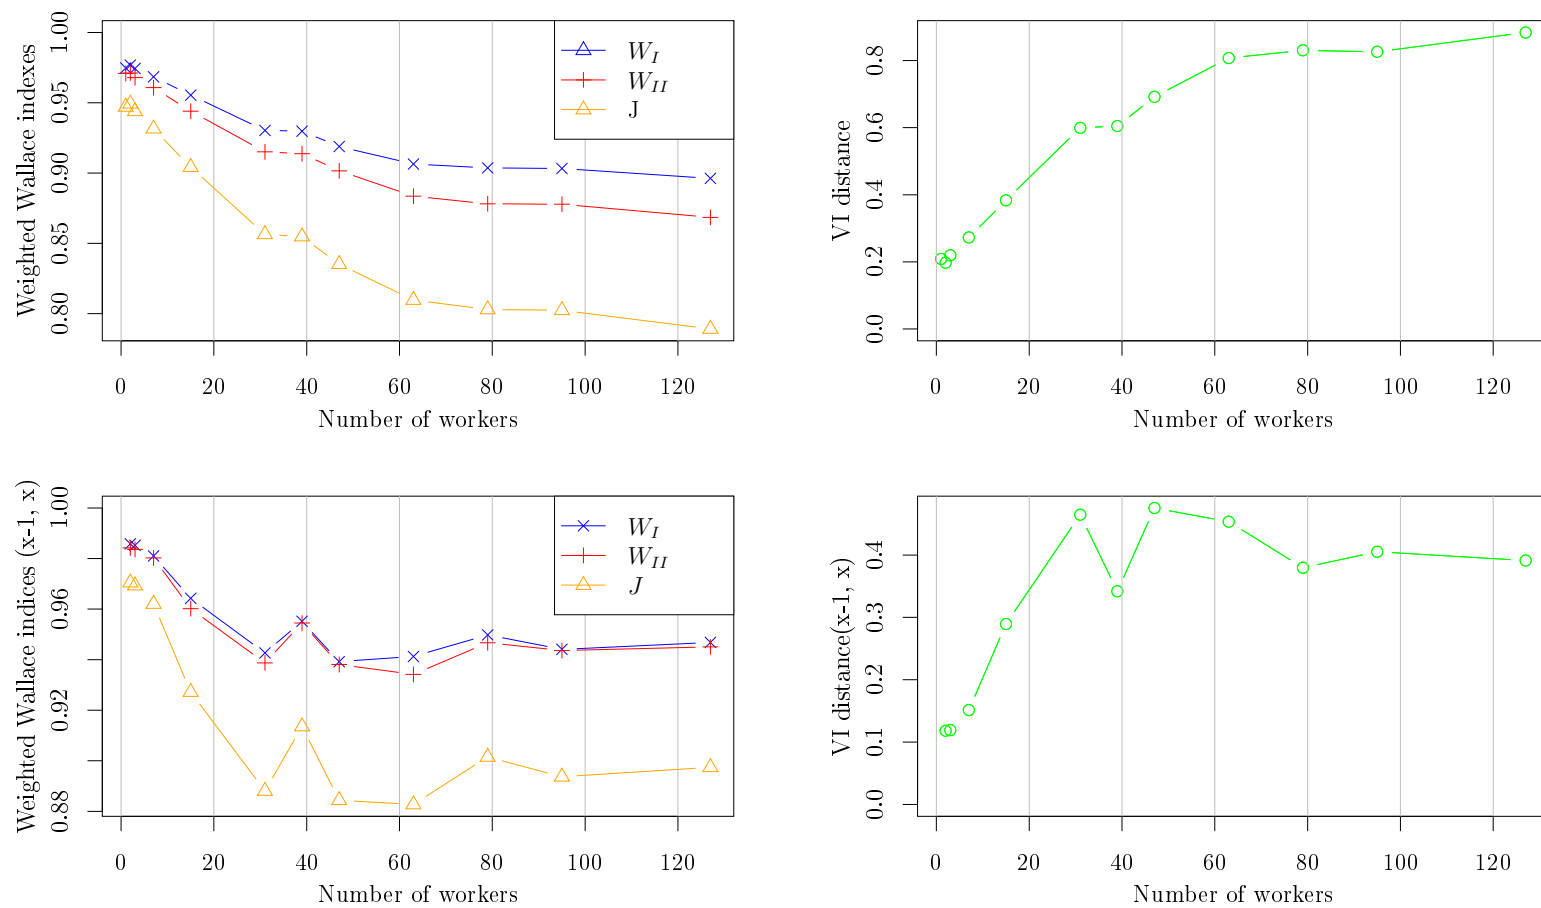 Weighted Wallace indexes
1.00
0.95
0.90
0.85
0.80
W_I
W_II
J
0 20 40 60 80 100 120
Number of workers
VI distance
0.8
0.6
0.4
0.2
0.0
0 20 40 60 80 100 120
Number of workers
Weighted Wallace indices (x-1, x)
1.00
0.96
0.92
0.88
W_I
W_II
J
0 20 40 60 80 100 120
Number of workers
VI distance(x-1, x)
0.4
0.3
0.2
0.1
0.0
0 20 40 60 80 100 120
Number of workers